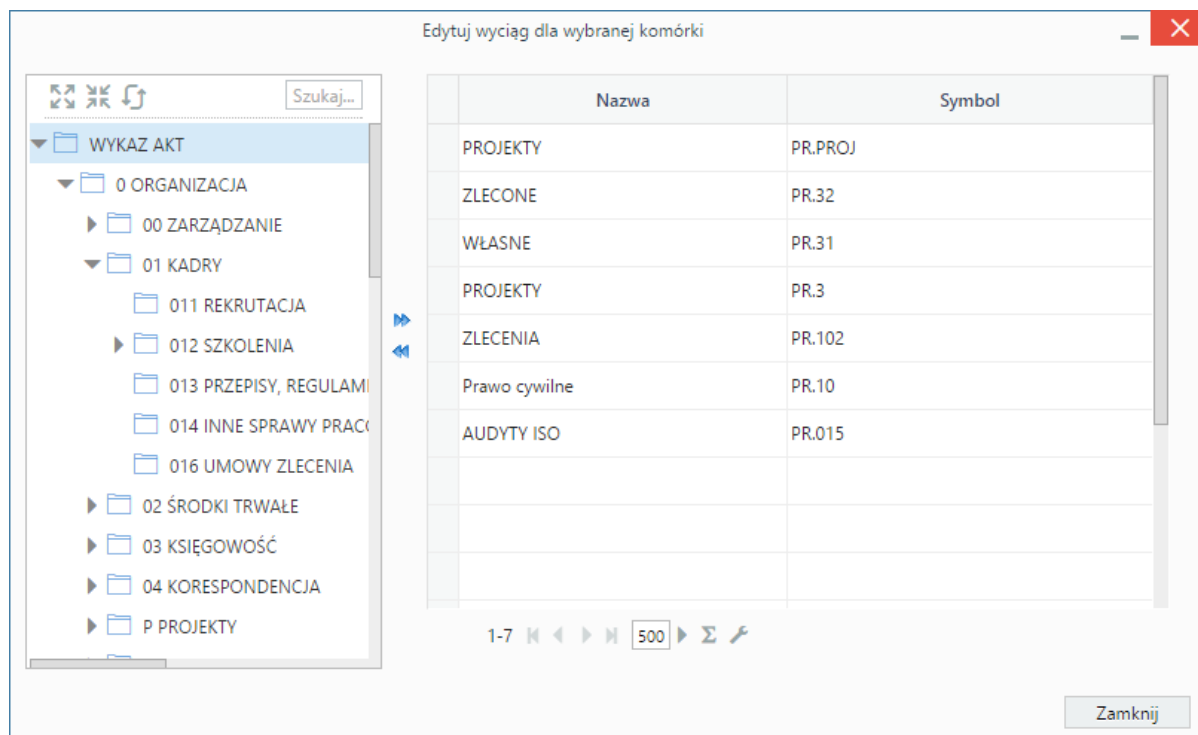 Edytuj wyciąg dla wybranej komórki
Szukaj...
WYKAZ AKT
0 ORGANIZACJA
00 ZARZĄDZANIE
01 KADRY
011 REKRUTACJA
012 SZKOLENIA
013 PRZEPISY, REGULAMI
014 INNE SPRAWY PRAC
016 UMOWY ZLECENIA
02 ŚRODKI TRWAŁE
03 KSIĘGOWOŚĆ
04 KORESPONDENCJA
P PROJEKTY
Nazwa Symbol
PROJEKTY PR.PROJ
ZLECONE PR.32
WŁASNE PR.31
PROJEKTY PR.3
ZLECENIA PR.102
Prawo cywilne PR.10
AUDYTY ISO PR.015
1-7 500 Σ
Zamknij